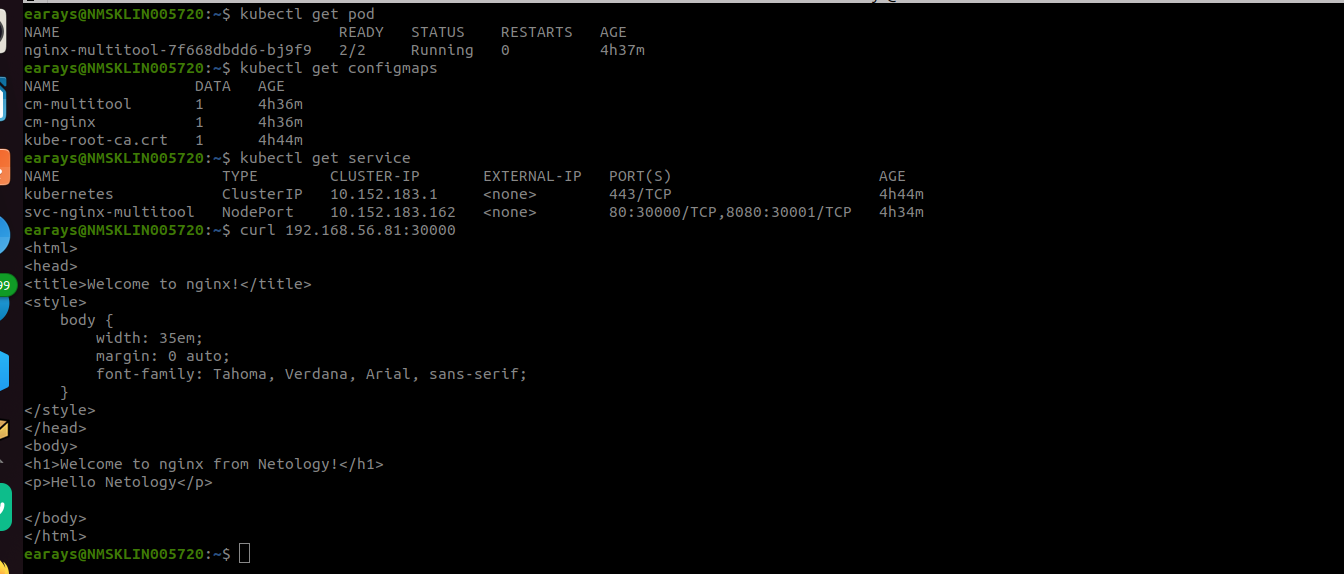 earays@NMSKLIN005720:~$ kubectl get pod
NAME                               READY   STATUS    RESTARTS   AGE
nginx-multitool-7f668dbdd6-bj9f9   2/2     Running   0          4h37m
earays@NMSKLIN005720:~$ kubectl get configmaps
NAME               DATA   AGE
cm-multitool       1      4h36m
cm-nginx           1      4h36m
kube-root-ca.crt   1      4h44m
earays@NMSKLIN005720:~$ kubectl get service
NAME                  TYPE        CLUSTER-IP       EXTERNAL-IP   PORT(S)                       AGE
kubernetes            ClusterIP   10.152.183.1     <none>        443/TCP                       4h44m
svc-nginx-multitool   NodePort    10.152.183.162   <none>        80:30000/TCP,8080:30001/TCP   4h34m
earays@NMSKLIN005720:~$ curl 192.168.56.81:30000
<html>
<head>
<title>Welcome to nginx!</title>
<style>
    body {
        width: 35em;
        margin: 0 auto;
        font-family: Tahoma, Verdana, Arial, sans-serif;
    }
</style>
</head>
<body>
<h1>Welcome to nginx from Netology!</h1>
<p>Hello Netology</p>

</body>
</html>
earays@NMSKLIN005720:~$